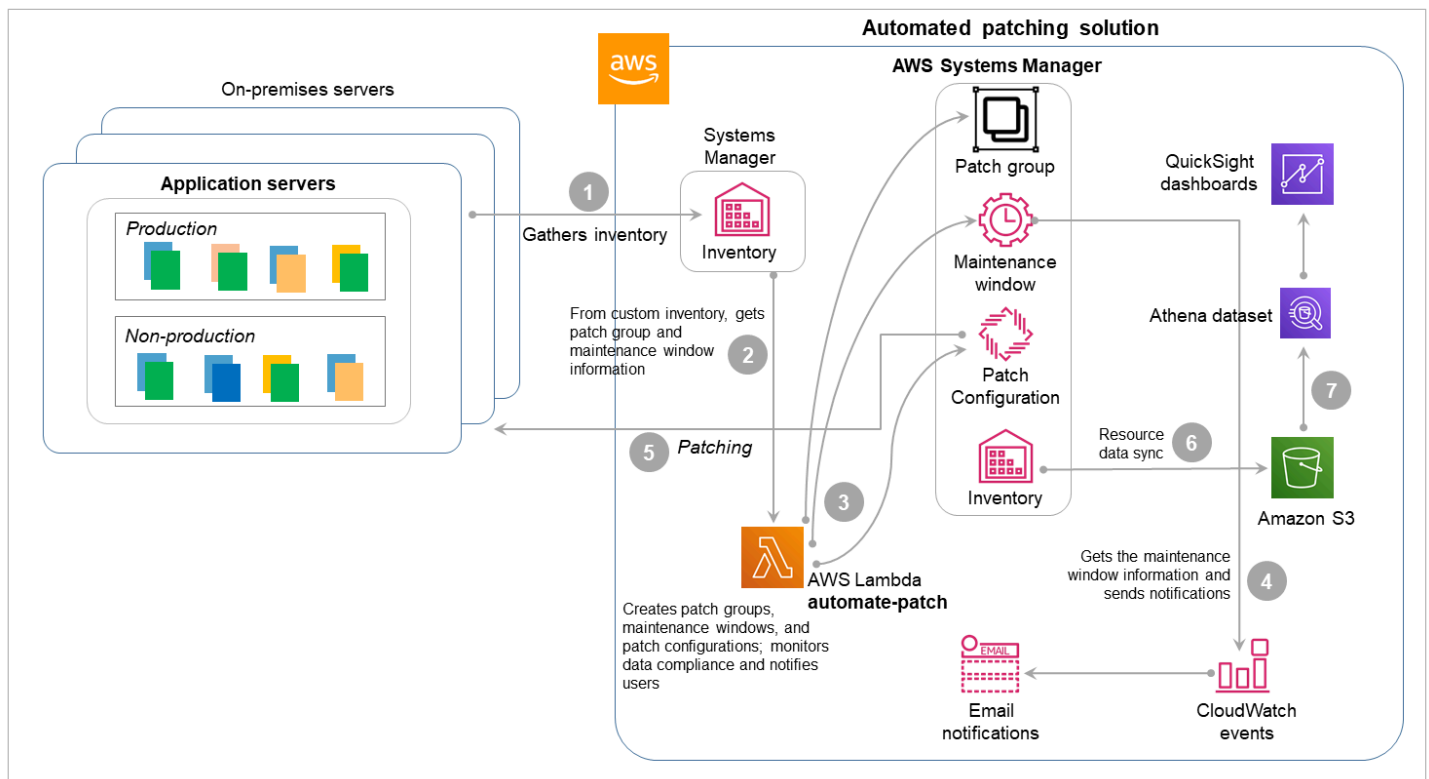 Automated patching solution
aws
AWS Systems Manager
On-premises servers
Application servers
Production
Non-production
1
Gathers inventory
Systems
Manager
Inventory
From custom inventory, gets
patch group and
maintenance window
information
2
5
Patching
3
AWS Lambda
automate-patch
Creates patch groups,
maintenance windows, and
patch configurations; monitors
data compliance and notifies
users
Patch group
Maintenance
window
Patch
Configuration
Inventory
Resource
data sync
6
QuickSight
dashboards
Athena dataset
7
Amazon S3
Gets the maintenance
window information and
sends notifications
4
EMAIL
Email
notifications
CloudWatch
events